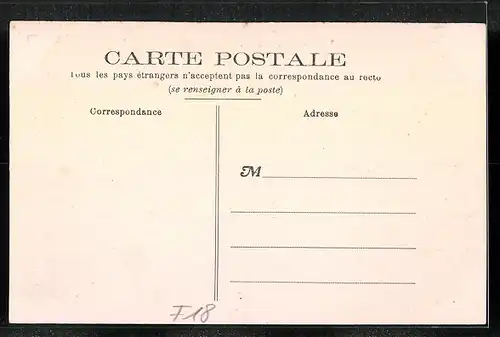 CARTE POSTALE
Tous les pays étrangers n'acceptent pas la correspondance au recto
(se renseigner à la poste)
Correspondance
Adresse
M
F18